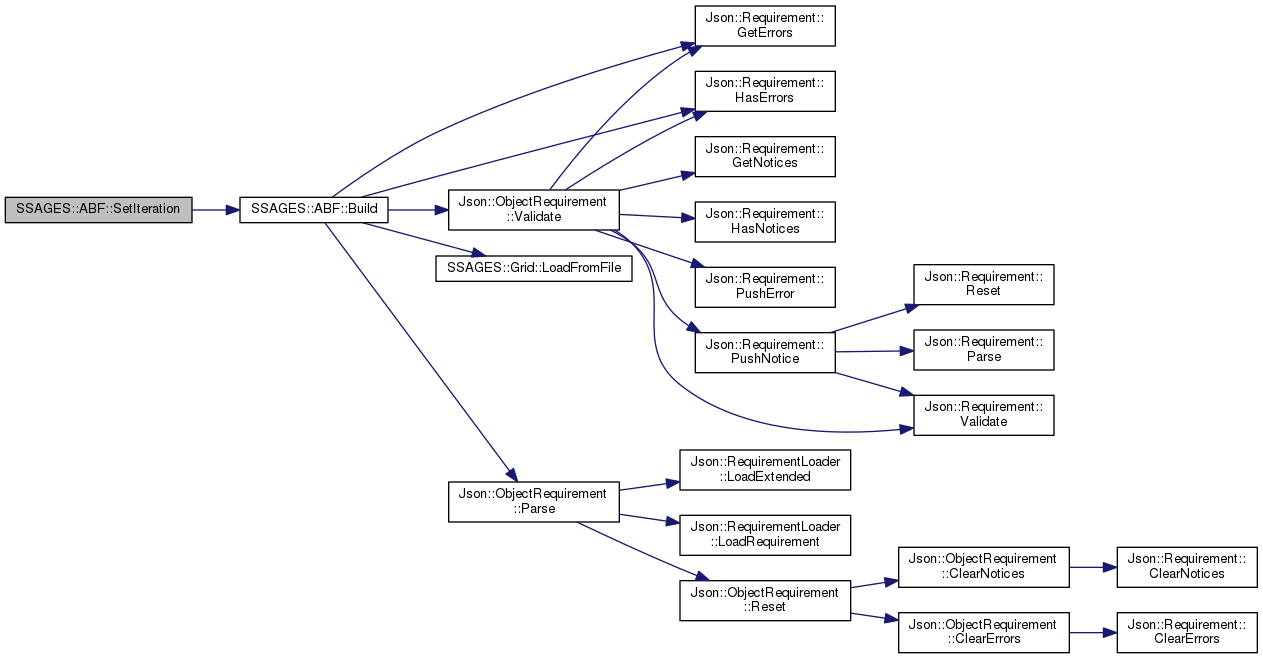 SSAGES::ABF::SetIteration
SSAGES::ABF::Build
Json::ObjectRequirement
::Validate
SSAGES::Grid::LoadFromFile
Json::ObjectRequirement
::Parse
Json::Requirement::
GetErrors
Json::Requirement::
HasErrors
Json::Requirement::
GetNotices
Json::Requirement::
HasNotices
Json::Requirement::
PushError
Json::Requirement::
PushNotice
Json::Requirement::
Reset
Json::Requirement::
Parse
Json::Requirement::
Validate
Json::RequirementLoader
::LoadExtended
Json::RequirementLoader
::LoadRequirement
Json::ObjectRequirement
::Reset
Json::ObjectRequirement
::ClearNotices
Json::Requirement::
ClearNotices
Json::ObjectRequirement
::ClearErrors
Json::Requirement::
ClearErrors